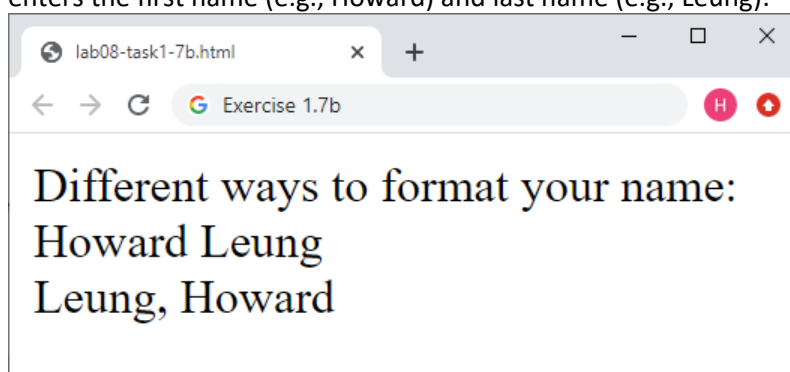 enters the first name (e.g., Howard) and last name (e.g., Leung).
lab08-task1-7b.html
G Exercise 1.7b
H
Different ways to format your name:
Howard Leung
Leung, Howard